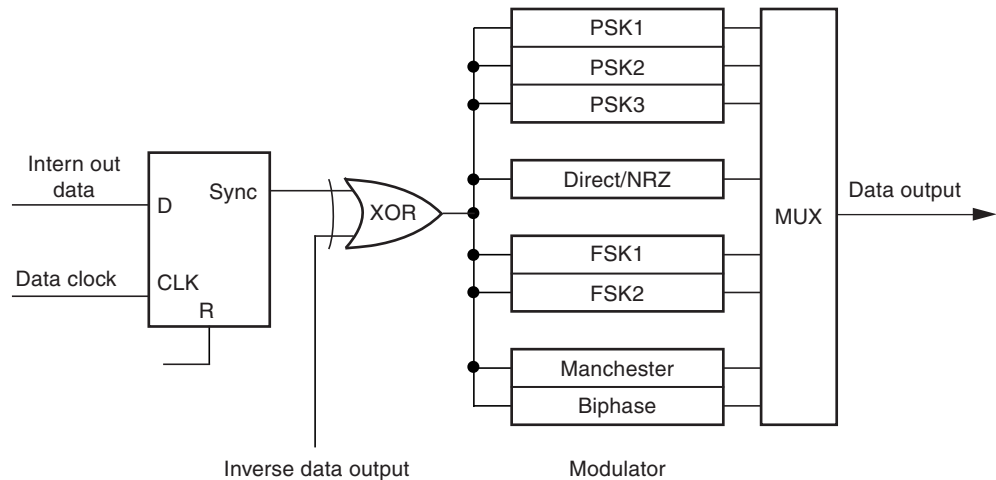 PSK1
PSK2
PSK3
Intern out
data
Sync
D
XOR
Direct/NRZ
MUX
Data output
Data clock
CLK
R
FSK1
FSK2
Manchester
Biphase
Inverse data output
Modulator